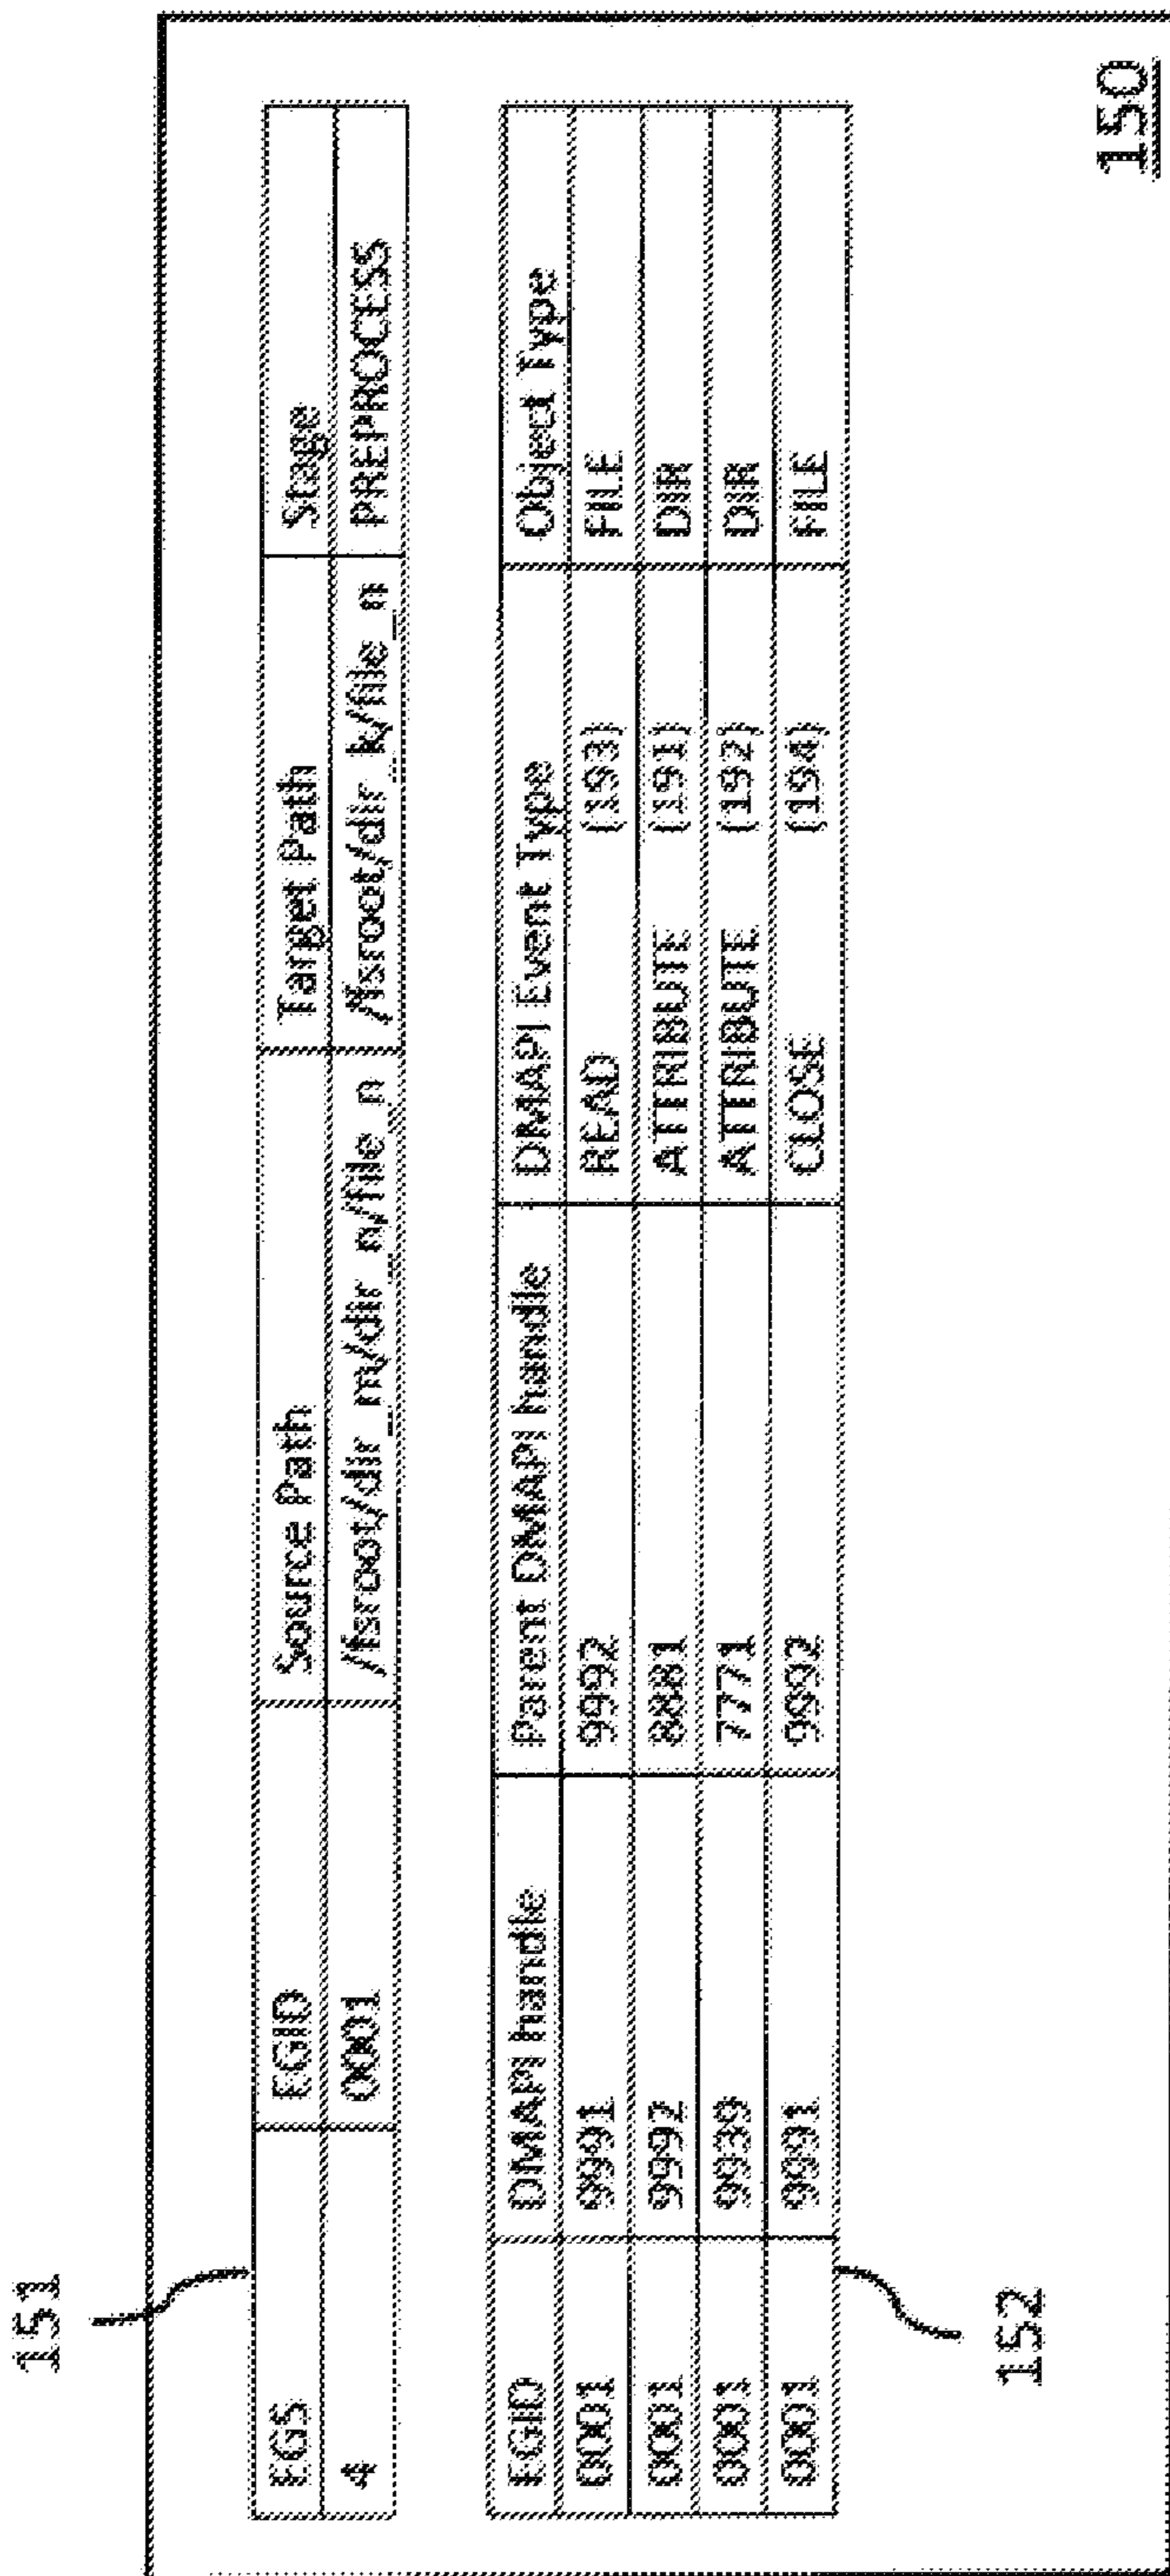 151
EGS EGID Source Path Target Path Stage
4 0001 /fsroot/dir_m/dir_n/file_n /fsroot/dir_k/file_n PREPROCESS
EGID DMAPI handle Parent DMAPI handle DMAPI Event Type Object Type
0001 9991 9992 READ (193) FILE
0001 9992 8881 ATTRIBUTE (191) DIR
0001 9939 7771 ATTRIBUTE (192) DIR
0001 9991 9992 CLOSE (194) FILE
152
150